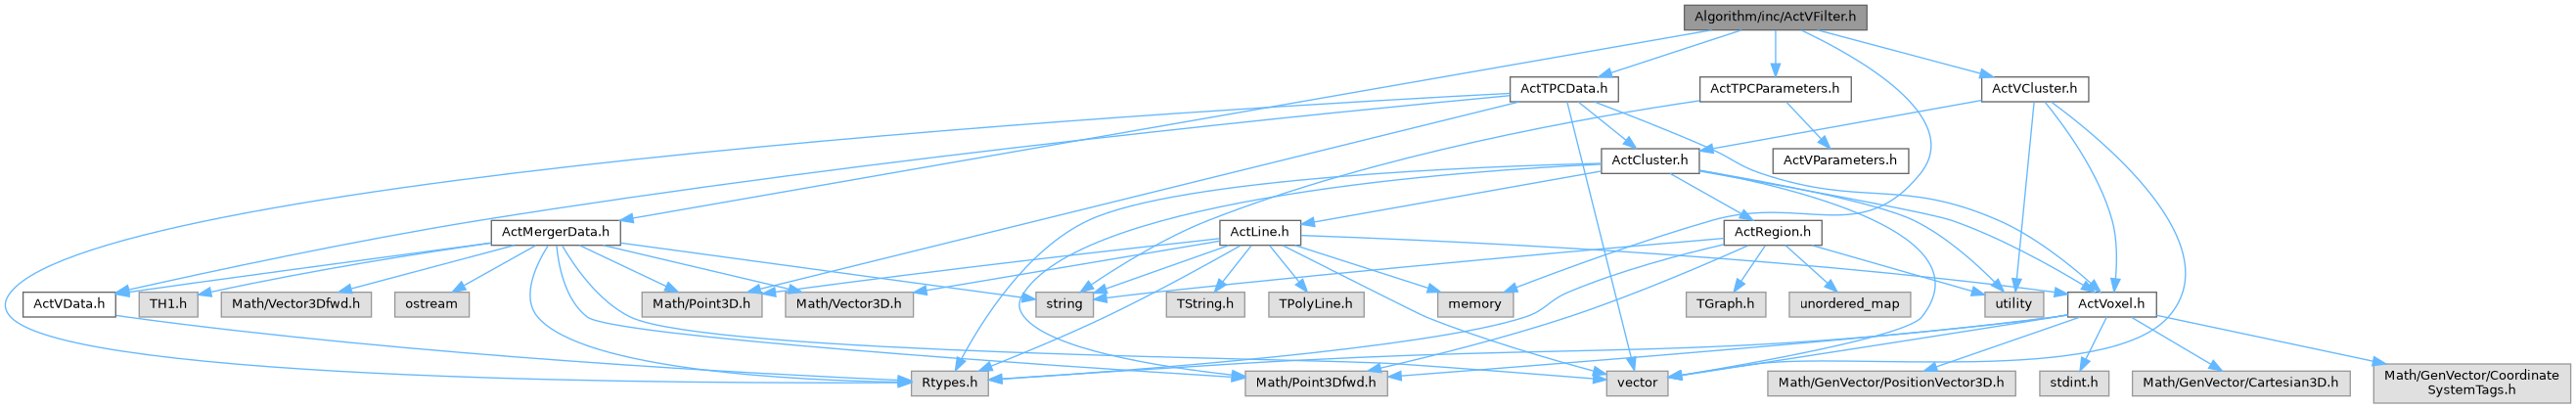 Algorithm/inc/ActVFilter.h
ActTPCData.h
ActTPCParameters.h
ActVCluster.h
ActCluster.h
ActVParameters.h
ActMergerData.h
ActLine.h
ActRegion.h
ActVData.h
TH1.h
Math/Vector3Dfwd.h
ostream
Math/Point3D.h
Math/Vector3D.h
string
TString.h
TPolyLine.h
memory
TGraph.h
unordered_map
utility
ActVoxel.h
Rtypes.h
Math/Point3Dfwd.h
vector
Math/GenVector/PositionVector3D.h
stdint.h
Math/GenVector/Cartesian3D.h
Math/GenVector/Coordinate
SystemTags.h